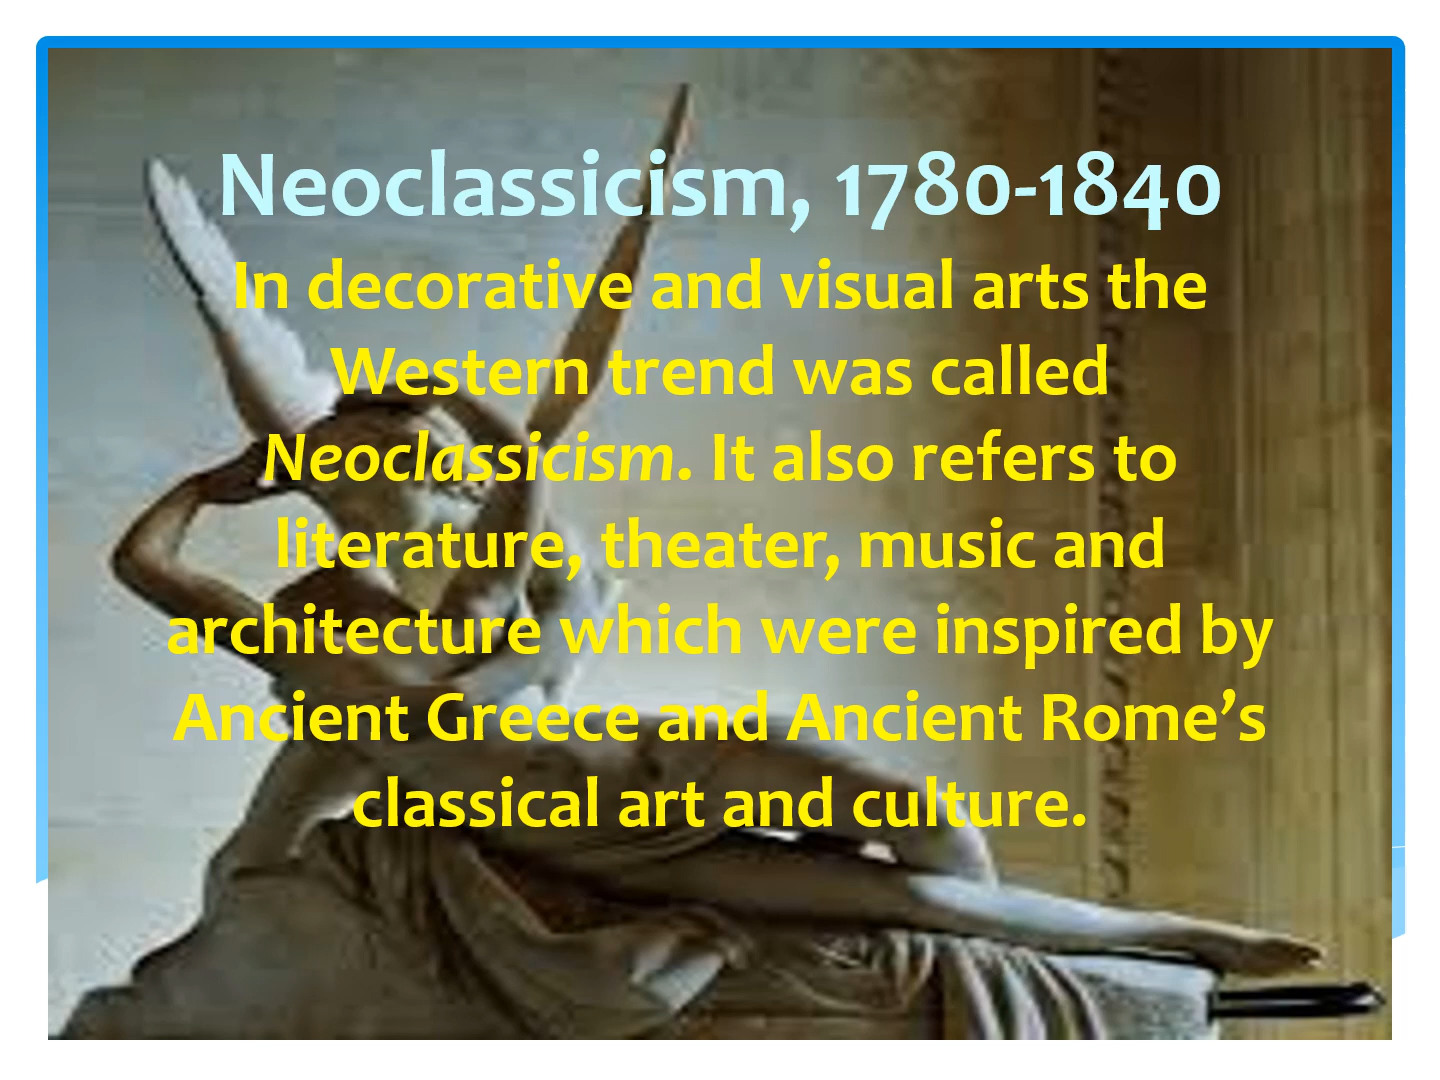 Neoclassicism, 1780-1840
In decorative and visual arts the
Western trend was called
Neoclassicism. It also refers to
literature, theater, music and
architecture which were inspired by
Ancient Greece and Ancient Rome’s
classical art and culture.